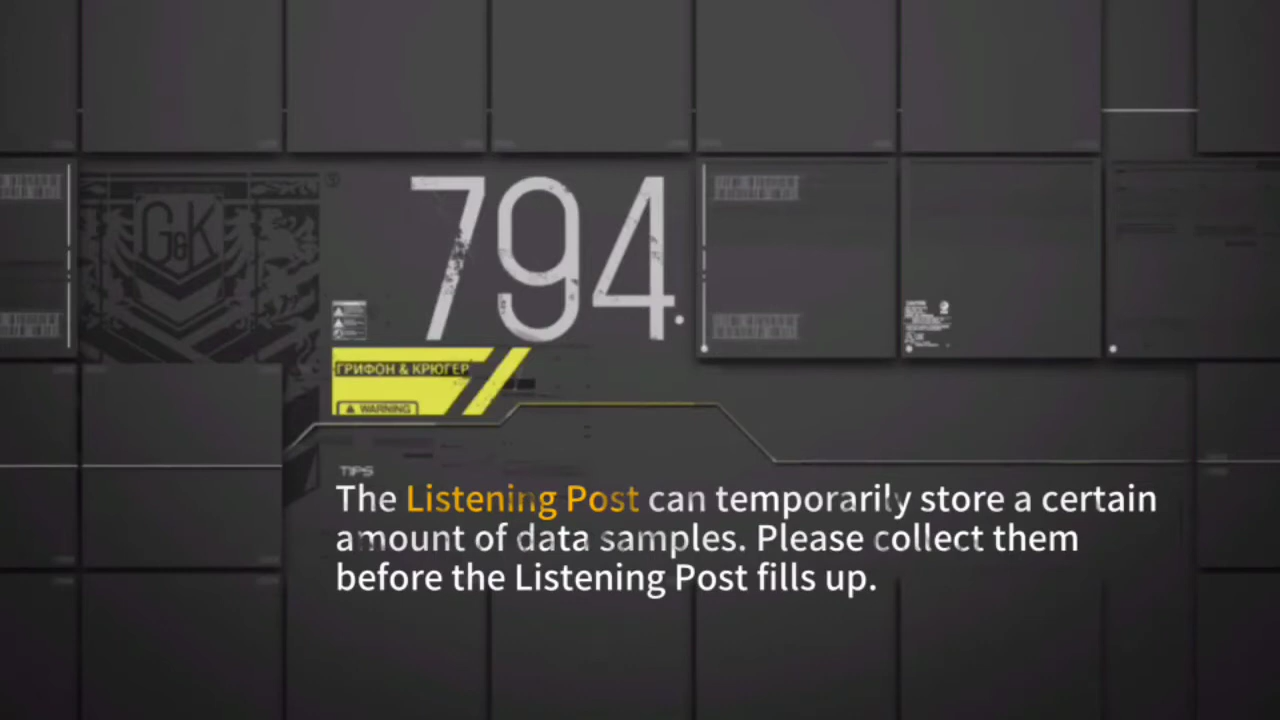 G&K
794.
ГРИФОН & КРЮГЕР
WARNING
TIPS
The Listening Post can temporarily store a certain
amount of data samples. Please collect them
before the Listening Post fills up.